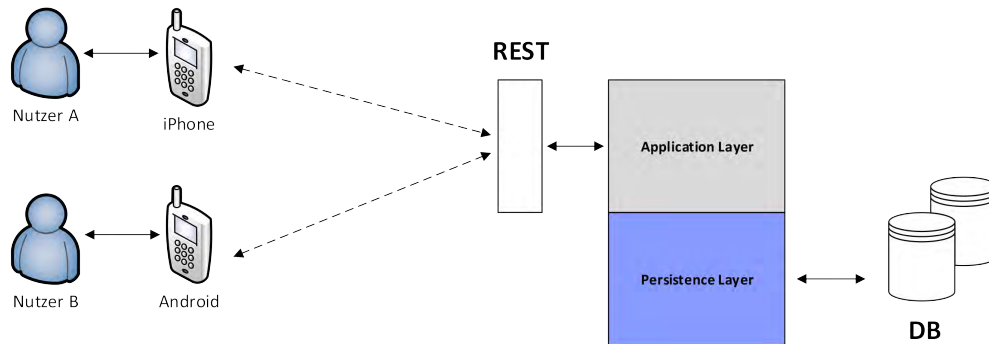 REST
Nutzer A
iPhone
Application Layer
Nutzer B
Android
Persistence Layer
DB